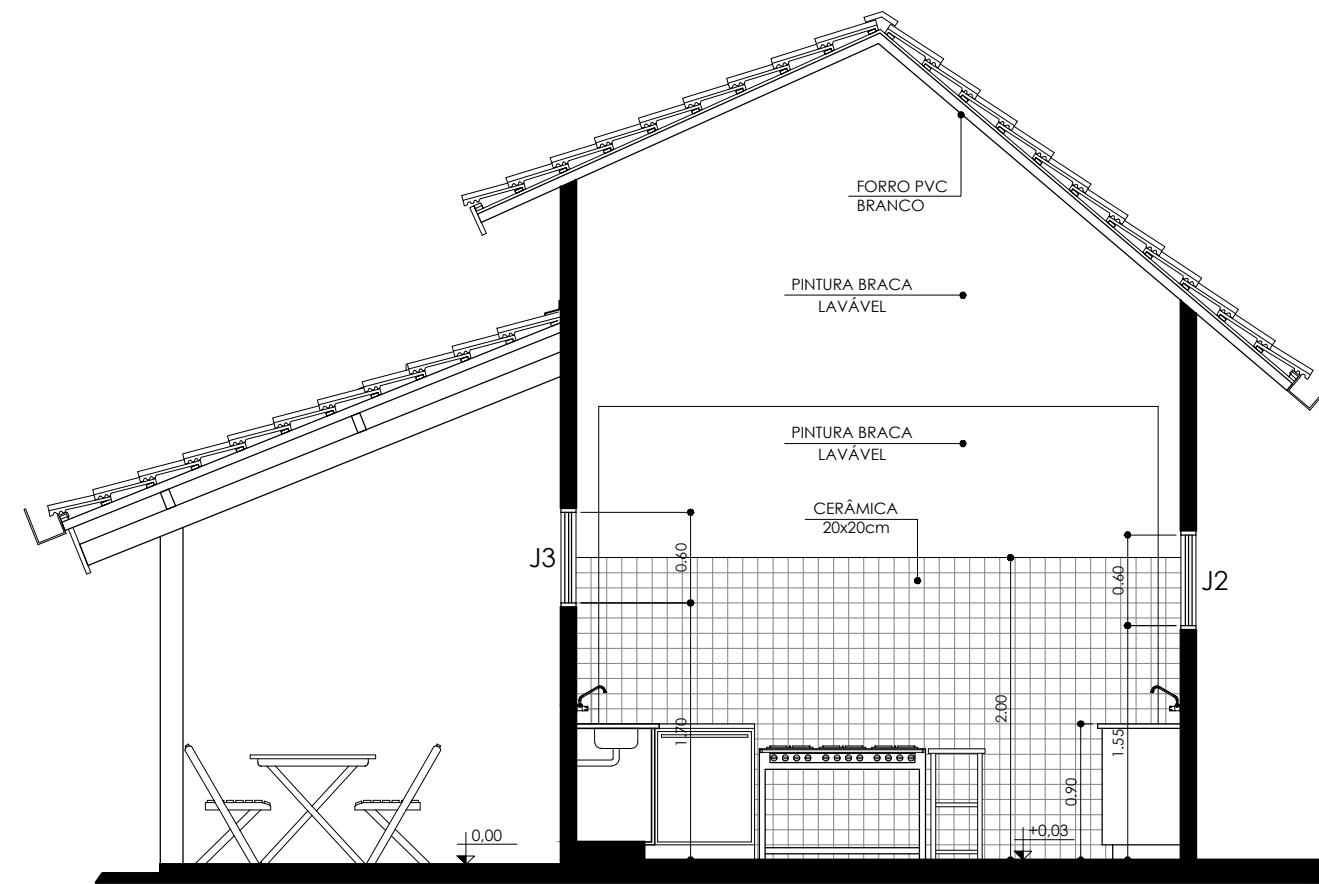 FORRO PVC
BRANCO
PINTURA BRACA
LAVÁVEL
PINTURA BRACA
LAVÁVEL
CERÂMICA
20x20cm
J3
0.60
0.60
J2
2.00
1.70
1.55
0.90
0,00
+0,03